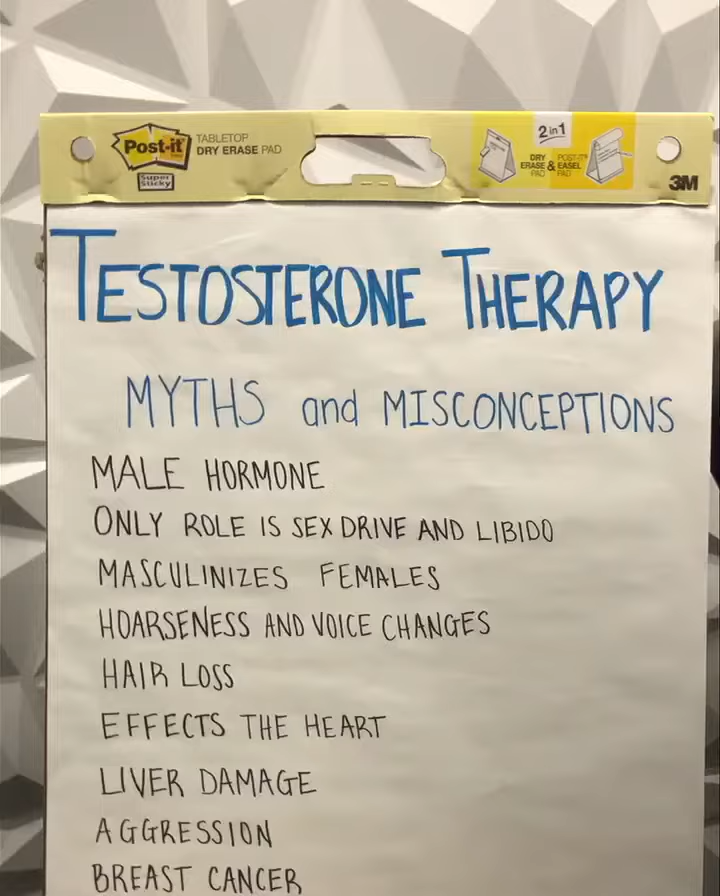 Post-it
Super
Sticky
TABLETOP
DRY ERASE PAD
2 in 1
DRY
ERASE
PAD
&
POST-IT
EASEL
PAD
3M
TESTOSTERONE THERAPY
MYTHS and MISCONCEPTIONS
MALE HORMONE
ONLY ROLE IS SEX DRIVE AND LIBIDO
MASCULINIZES FEMALES
HOARSENESS AND VOICE CHANGES
HAIR LOSS
EFFECTS THE HEART
LIVER DAMAGE
AGGRESSION
BREAST CANCER